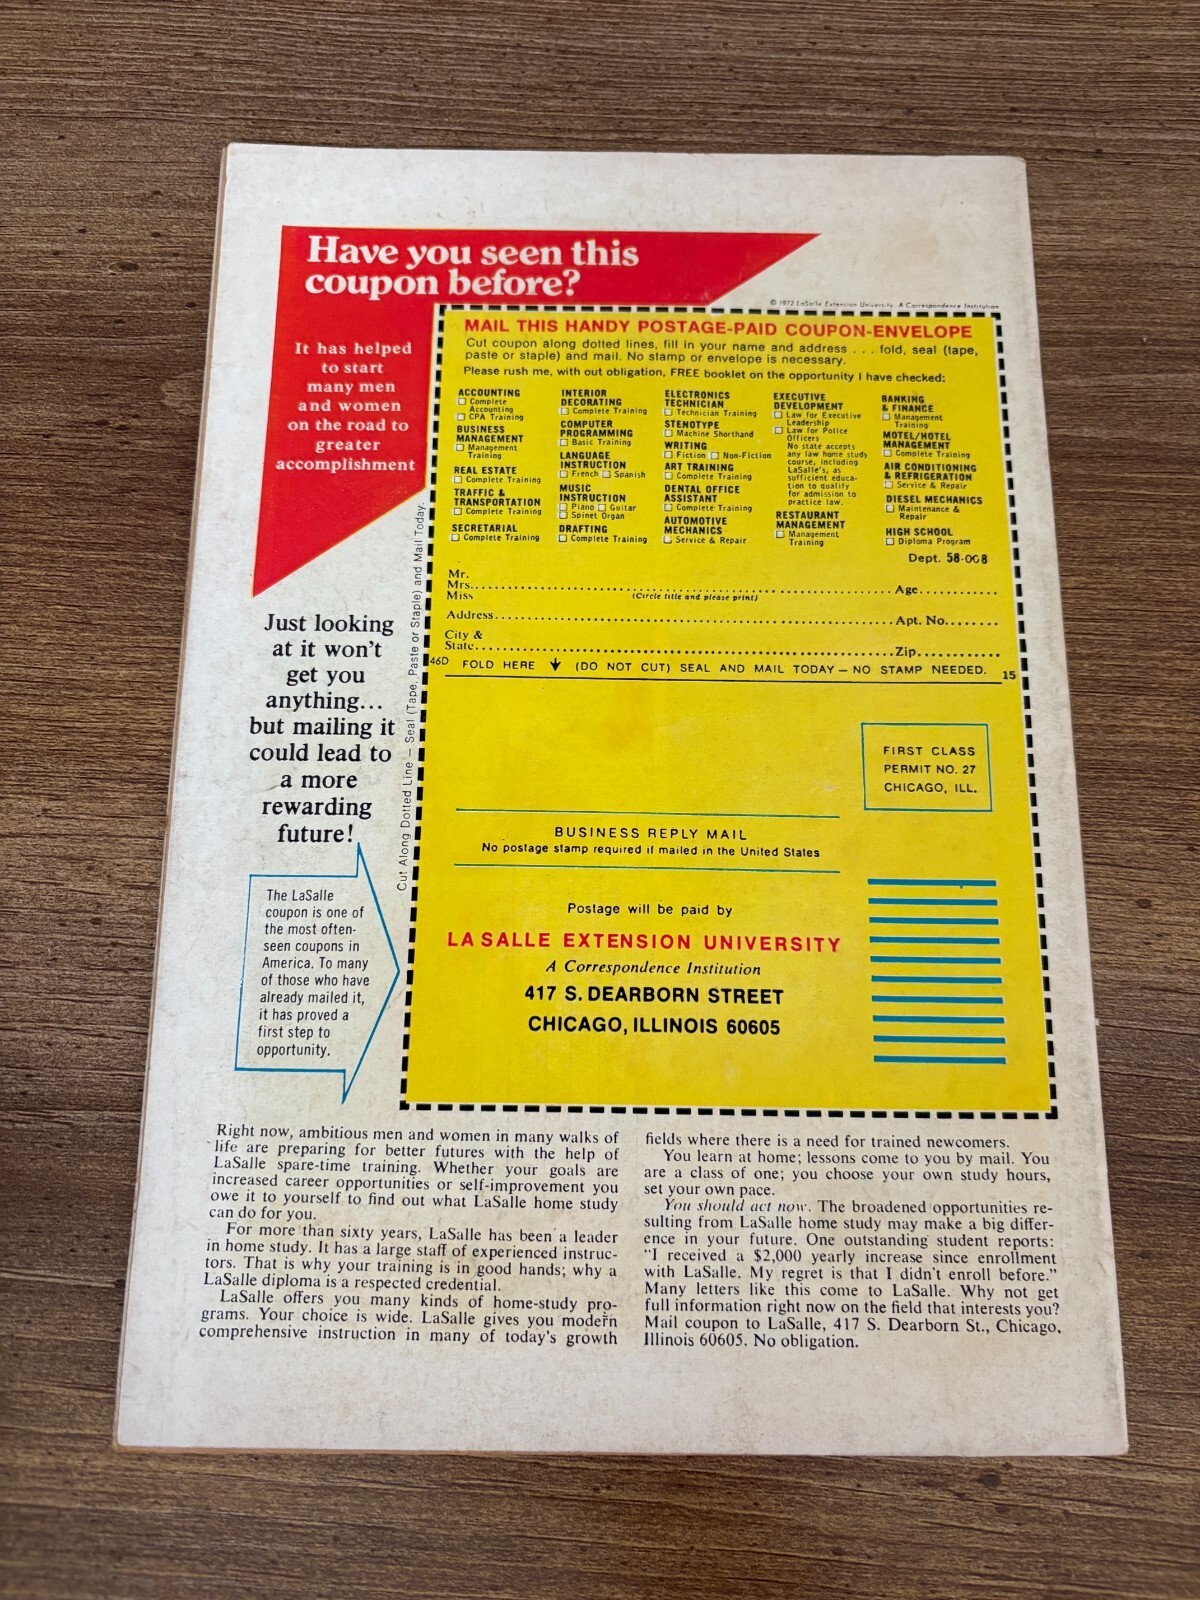 Have you seen this
coupon before?
It has helped
to start
many men
and women
on the road to
greater
accomplishment
© 1972 LaSalle Extension University A Correspondence Institution
MAIL THIS HANDY POSTAGE-PAID COUPON-ENVELOPE
Cut coupon along dotted lines, fill in your name and address . . . fold, seal (tape,
paste or staple) and mail. No stamp or envelope is necessary.
Please rush me, with out obligation, FREE booklet on the opportunity I have checked:
ACCOUNTING
☐ Complete
Accounting
☐ CPA Training
BUSINESS
MANAGEMENT
☐ Management
Training
REAL ESTATE
☐ Complete Training
TRAFFIC &
TRANSPORTATION
☐ Complete Training
SECRETARIAL
☐ Complete Training
INTERIOR
DECORATING
☐ Complete Training
COMPUTER
PROGRAMMING
☐ Basic Training
LANGUAGE
INSTRUCTION
☐ French ☐ Spanish
MUSIC
INSTRUCTION
☐ Piano ☐ Guitar
☐ Spinet Organ
DRAFTING
☐ Complete Training
ELECTRONICS
TECHNICIAN
☐ Technician Training
STENOTYPE
☐ Machine Shorthand
WRITING
☐ Fiction ☐ Non-Fiction
ART TRAINING
☐ Complete Training
DENTAL OFFICE
ASSISTANT
☐ Complete Training
AUTOMOTIVE
MECHANICS
☐ Service & Repair
EXECUTIVE
DEVELOPMENT
☐ Law for Executive
Leadership
☐ Law for Police
Officers
No state accepts
any law home study
course, including
LaSalle's, as
sufficient educa-
tion to qualify
for admission to
practice law.
RESTAURANT
MANAGEMENT
☐ Management
Training
BANKING
& FINANCE
☐ Management
Training
MOTEL/HOTEL
MANAGEMENT
☐ Complete Training
AIR CONDITIONING
& REFRIGERATION
☐ Service & Repair
DIESEL MECHANICS
☐ Maintenance &
Repair
HIGH SCHOOL
☐ Diploma Program
Dept. 58-008
Mr.
Mrs. Age
Miss (Circle title and please print)
Address Apt. No.
City &
State Zip
46D FOLD HERE ↓ (DO NOT CUT) SEAL AND MAIL TODAY — NO STAMP NEEDED. 15
Cut Along Dotted Line — Seal (Tape, Paste or Staple) and Mail Today.
Just looking
at it won't
get you
anything...
but mailing it
could lead to
a more
rewarding
future!
FIRST CLASS
PERMIT NO. 27
CHICAGO, ILL.
BUSINESS REPLY MAIL
No postage stamp required if mailed in the United States
Postage will be paid by
LA SALLE EXTENSION UNIVERSITY
A Correspondence Institution
417 S. DEARBORN STREET
CHICAGO, ILLINOIS 60605
The LaSalle
coupon is one of
the most often-
seen coupons in
America. To many
of those who have
already mailed it,
it has proved a
first step to
opportunity.
Right now, ambitious men and women in many walks of
life are preparing for better futures with the help of
LaSalle spare-time training. Whether your goals are
increased career opportunities or self-improvement you
owe it to yourself to find out what LaSalle home study
can do for you.
For more than sixty years, LaSalle has been a leader
in home study. It has a large staff of experienced instruc-
tors. That is why your training is in good hands; why a
LaSalle diploma is a respected credential.
LaSalle offers you many kinds of home-study pro-
grams. Your choice is wide. LaSalle gives you modern
comprehensive instruction in many of today's growth
fields where there is a need for trained newcomers.
You learn at home; lessons come to you by mail. You
are a class of one; you choose your own study hours,
set your own pace.
You should act now. The broadened opportunities re-
sulting from LaSalle home study may make a big differ-
ence in your future. One outstanding student reports:
"I received a $2,000 yearly increase since enrollment
with LaSalle. My regret is that I didn't enroll before."
Many letters like this come to LaSalle. Why not get
full information right now on the field that interests you?
Mail coupon to LaSalle, 417 S. Dearborn St., Chicago,
Illinois 60605. No obligation.